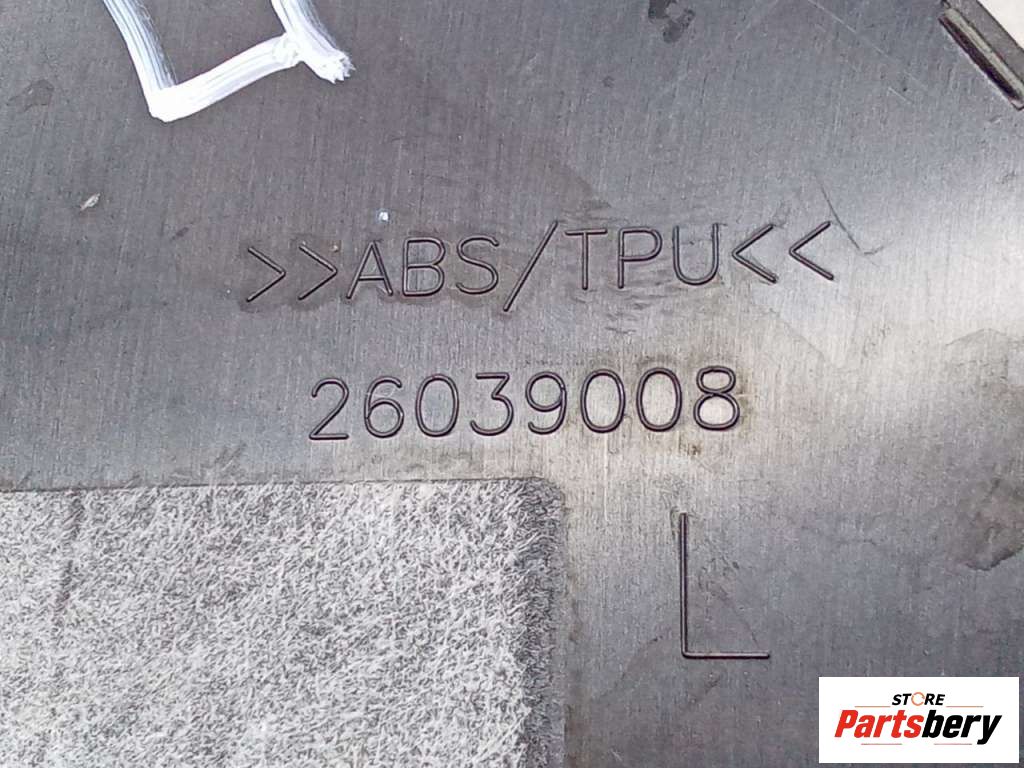 >>ABS/TPU<<
26039008
L
STORE
Partsbery